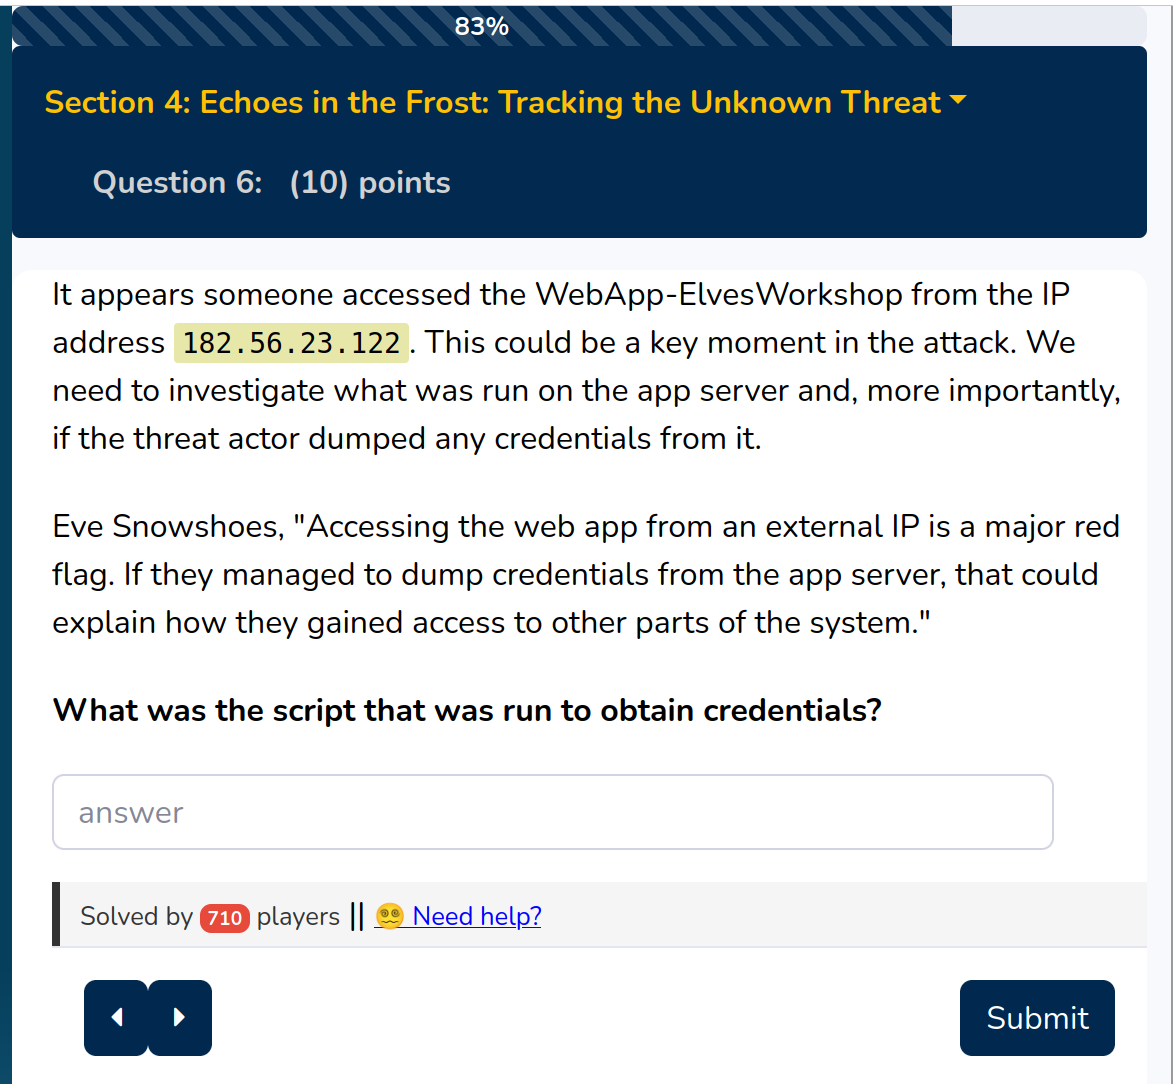 83%
Section 4: Echoes in the Frost: Tracking the Unknown Threat
Question 6: (10) points
It appears someone accessed the WebApp-ElvesWorkshop from the IP
address 182.56.23.122. This could be a key moment in the attack. We
need to investigate what was run on the app server and, more importantly,
if the threat actor dumped any credentials from it.
Eve Snowshoes, "Accessing the web app from an external IP is a major red
flag. If they managed to dump credentials from the app server, that could
explain how they gained access to other parts of the system."
What was the script that was run to obtain credentials?
answer
Solved by 710 players || 😵‍💫 Need help?
Submit